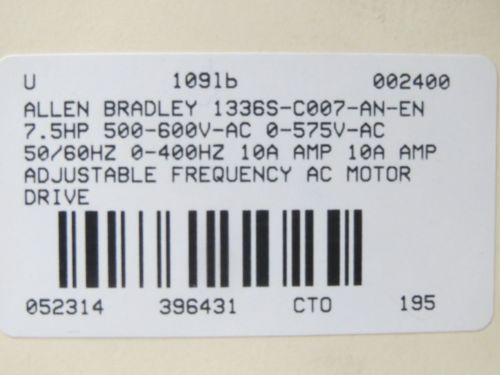 U 109lb 002400
ALLEN BRADLEY 1336S-C007-AN-EN
7.5HP 500-600V-AC 0-575V-AC
50/60HZ 0-400HZ 10A AMP 10A AMP
ADJUSTABLE FREQUENCY AC MOTOR
DRIVE
052314 396431 CTO 195